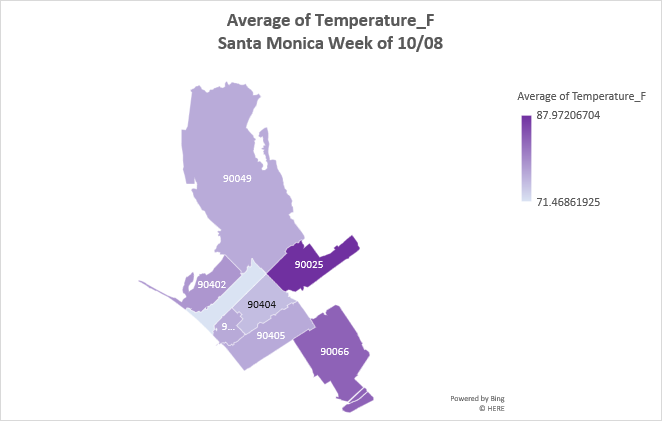 Average of Temperature_F
Santa Monica Week of 10/08
Average of Temperature_F
87.97206704
71.46861925
90049
90025
90402
90404
9...
90405
90066
Powered by Bing
© HERE